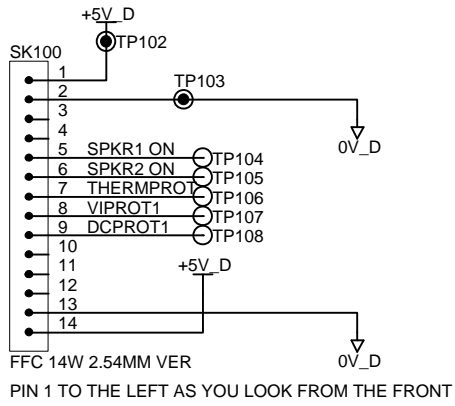 +5V_D
TP102
SK100
1
TP103
2
3
4
0V_D
5 SPKR1 ON TP104
6 SPKR2 ON TP105
7 THERMPROT TP106
8 VIPROT1 TP107
9 DCPROT1 TP108
10
+5V_D
11
12
13
14
FFC 14W 2.54MM VER
0V_D
PIN 1 TO THE LEFT AS YOU LOOK FROM THE FRONT